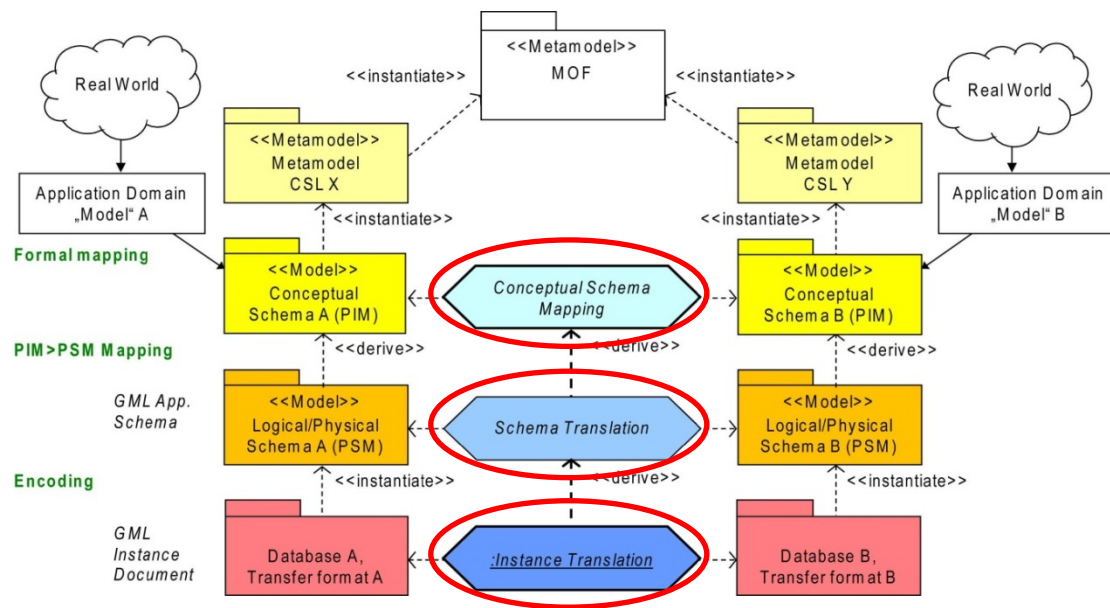 <<Metamodel>>
MOF
<<instantiate>>
<<instantiate>>
Real World
Real World
<<Metamodel>>
Metamodel
CSL X
<<Metamodel>>
Metamodel
CSL Y
Application Domain
„Model“ A
Application Domain
„Model“ B
<<instantiate>>
<<instantiate>>
Formal mapping
<<Model>>
Conceptual
Schema A (PIM)
Conceptual Schema
Mapping
<<Model>>
Conceptual
Schema B (PIM)
PIM>PSM Mapping
<<derive>>
<<derive>>
<<derive>>
GML App.
Schema
<<Model>>
Logical/Physical
Schema A (PSM)
Schema Translation
<<Model>>
Logical/Physical
Schema B (PSM)
Encoding
<<instantiate>>
<<derive>>
<<instantiate>>
GML
Instance
Document
Database A,
Transfer format A
:Instance Translation
Database B,
Transfer format B